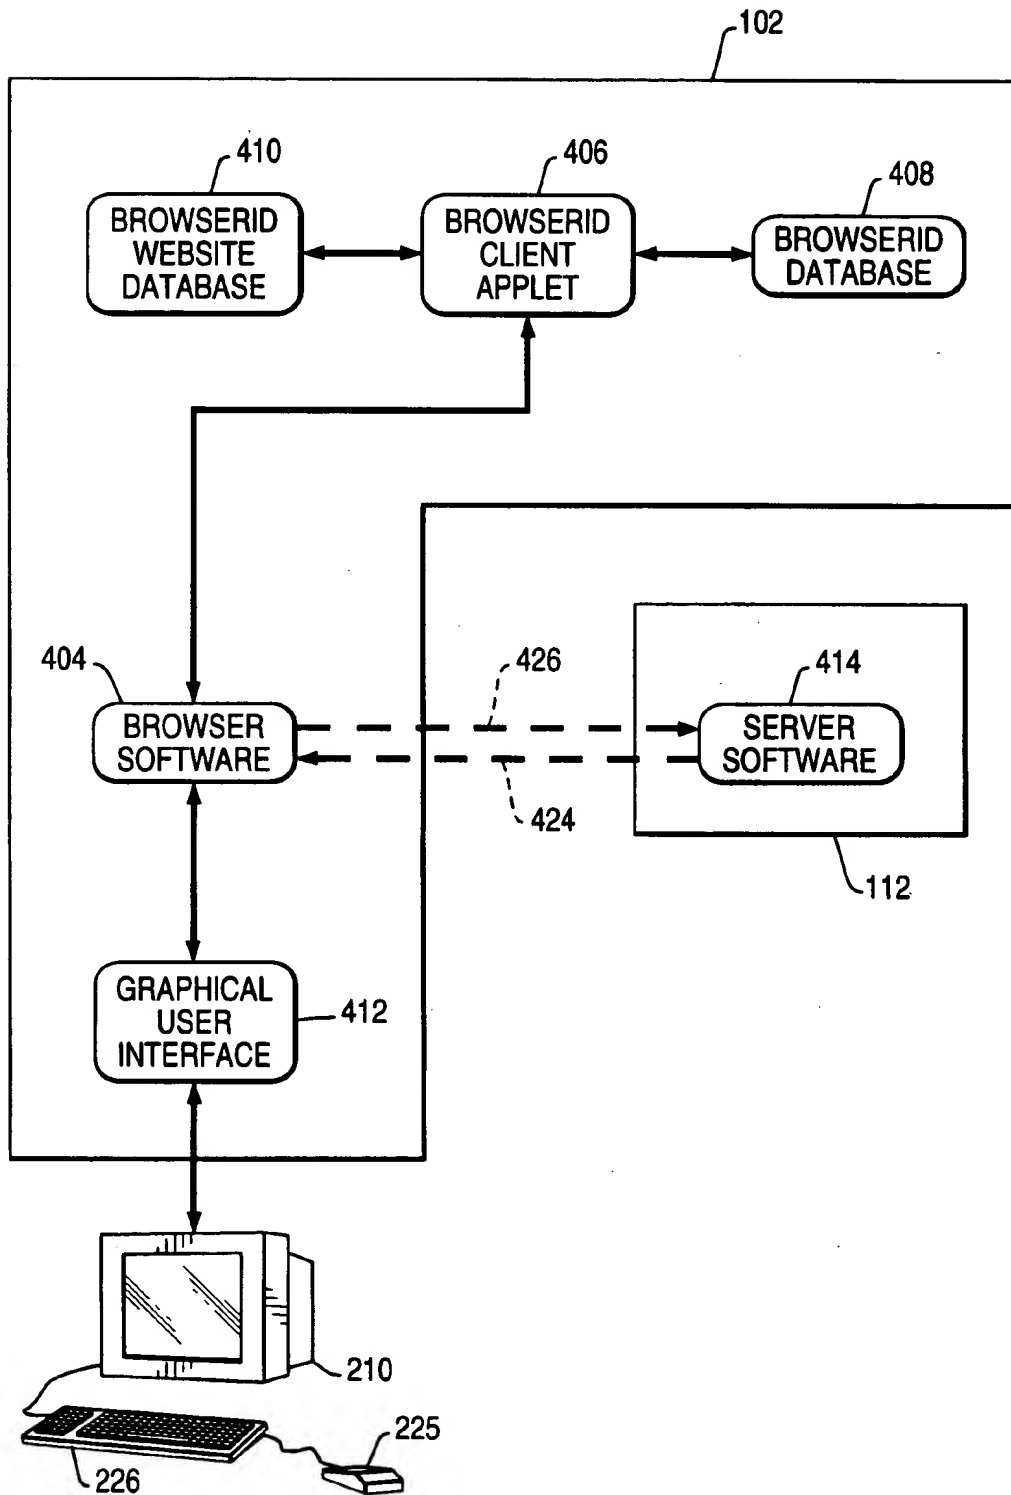 102
410
406
408
BROWSERID
WEBSITE
DATABASE
BROWSERID
CLIENT
APPLET
BROWSERID
DATABASE
404
426
414
BROWSER
SOFTWARE
SERVER
SOFTWARE
424
112
GRAPHICAL
USER
INTERFACE
412
210
225
226